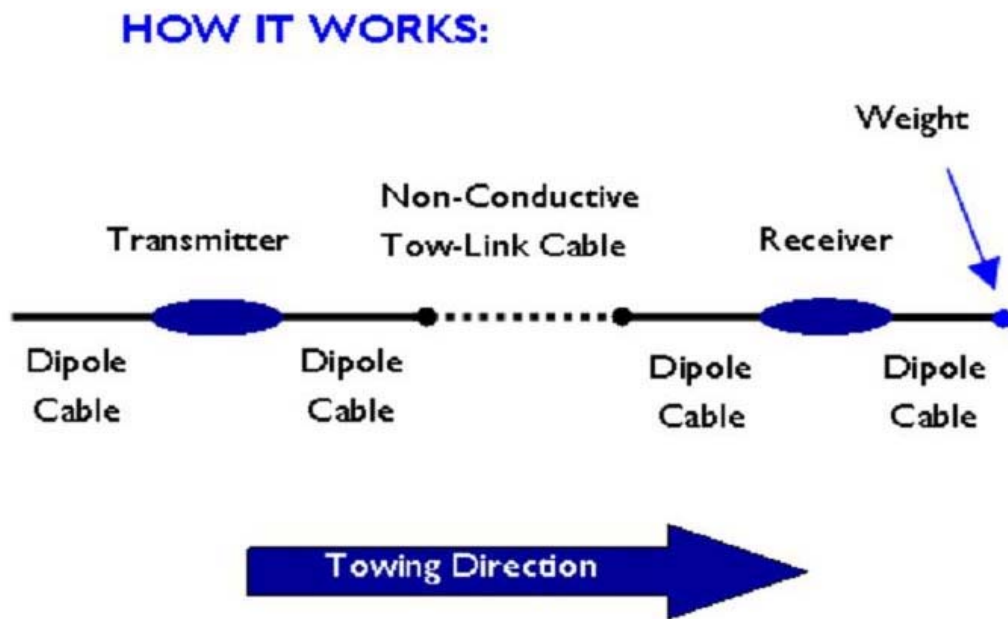 HOW IT WORKS:
Weight
Non-Conductive
Tow-Link Cable
Transmitter
Receiver
Dipole
Cable
Dipole
Cable
Dipole
Cable
Dipole
Cable
Towing Direction